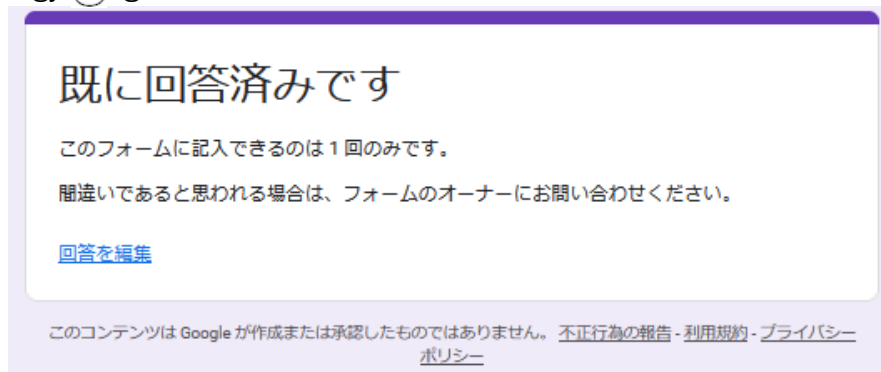 既に回答済みです
このフォームに記入できるのは 1 回のみです。
間違いであると思われる場合は、フォームのオーナーにお問い合わせください。
回答を編集
このコンテンツは Google が作成または承認したものではありません。 不正行為の報告 - 利用規約 - プライバシー
ポリシー